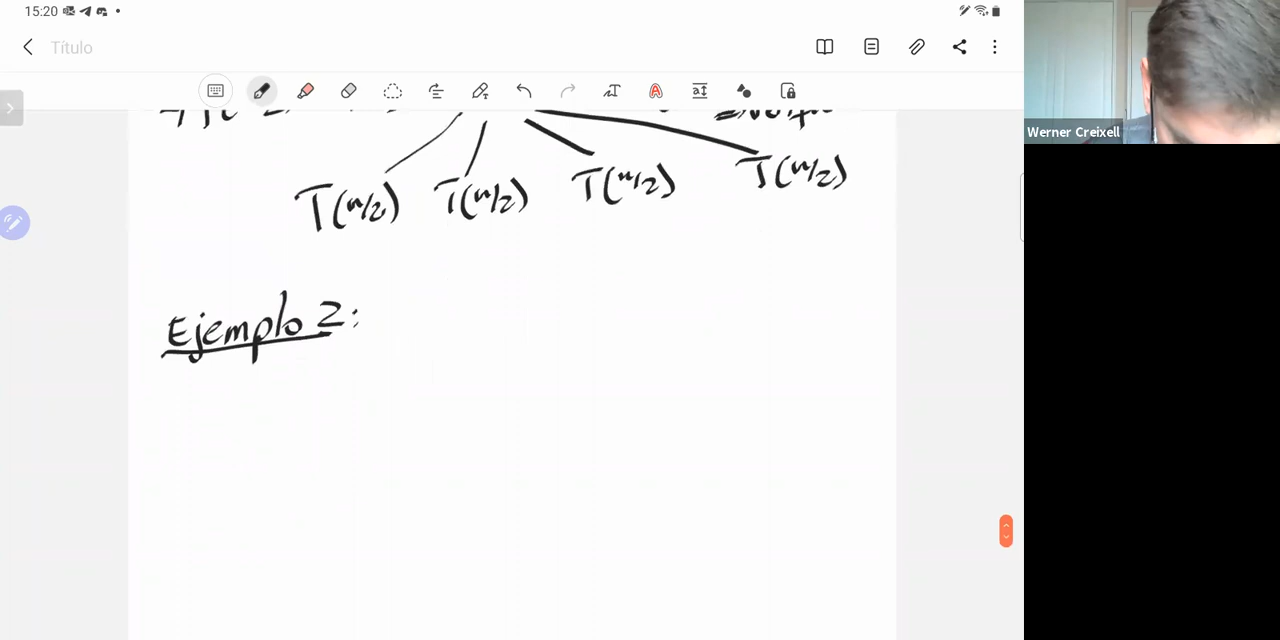 15:20
Título
T(n/2) T(n/2) T(n/2) T(n/2)
Ejemplo 2:
Werner Creixell